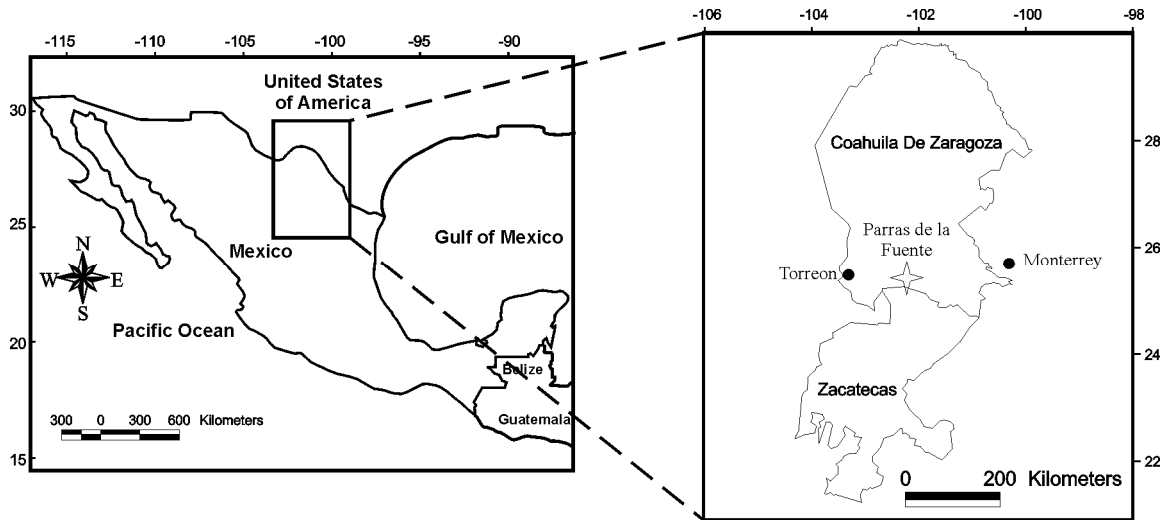 -115 -110 -105 -100 -95 -90
30
25
20
15
United States
of America
Mexico
Gulf of Mexico
N
W E
S
Pacific Ocean
Belize
Guatemala
300 0 300 600 Kilometers
-106 -104 -102 -100 -98
28
26
24
22
Coahuila De Zaragoza
Parras de la
Fuente
Torreon
Monterrey
Zacatecas
0 200 Kilometers